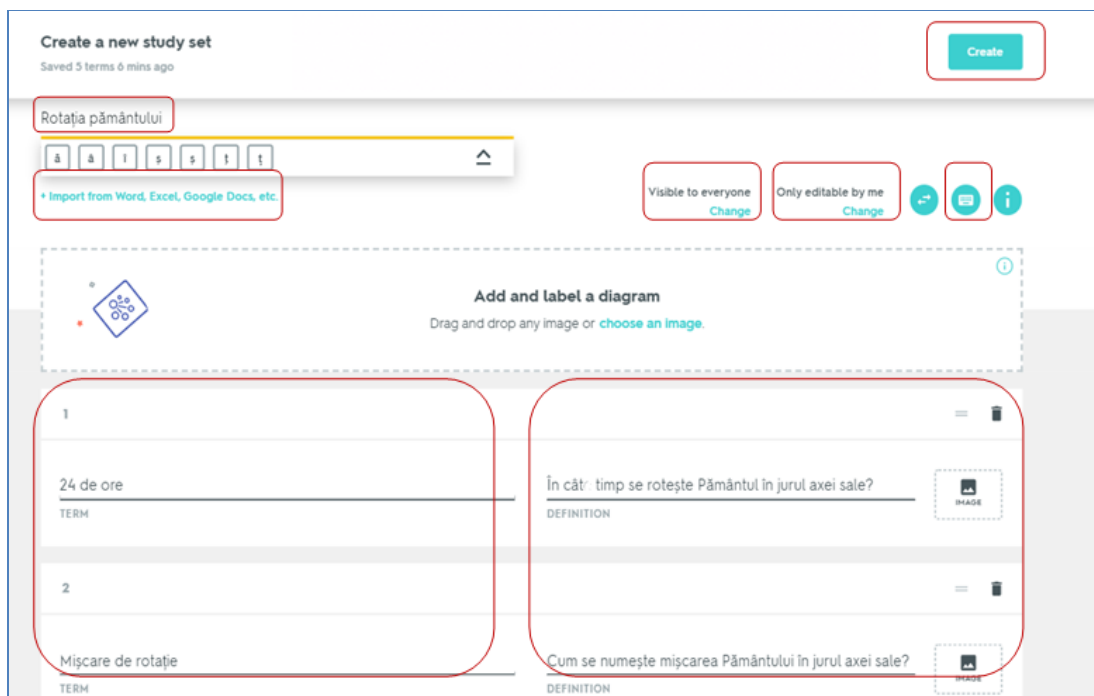 Create a new study set
Saved 5 terms 6 mins ago
Create
Rotația pământului
ă â î ș ş ț ţ
+ Import from Word, Excel, Google Docs, etc.
Visible to everyone
Change
Only editable by me
Change
Add and label a diagram
Drag and drop any image or choose an image.
1
24 de ore
TERM
În cât timp se rotește Pământul în jurul axei sale?
DEFINITION
IMAGE
2
Mișcare de rotație
TERM
Cum se numește mișcarea Pământului în jurul axei sale?
DEFINITION
IMAGE